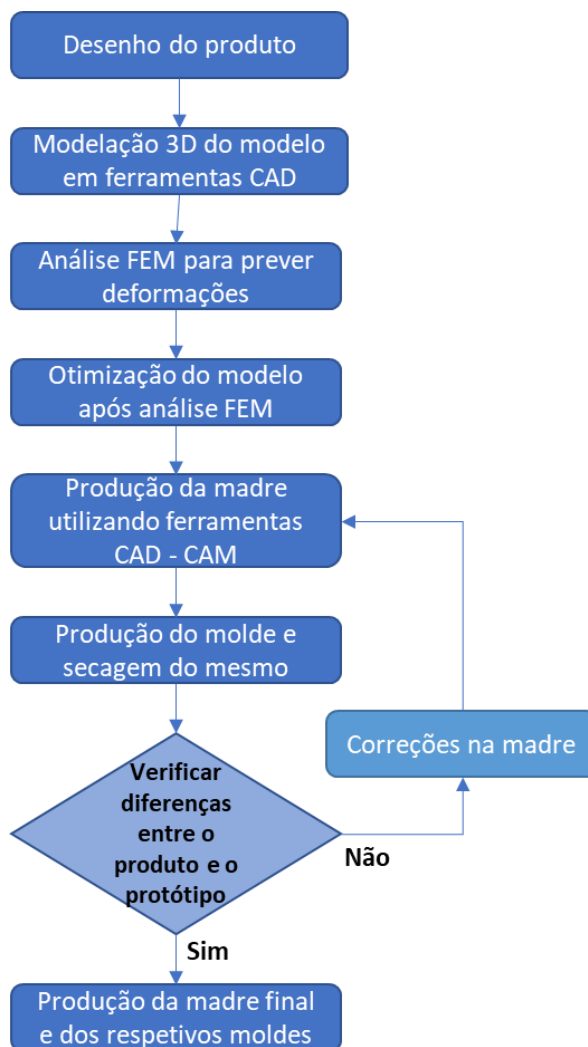 Desenho do produto
Modelação 3D do modelo
em ferramentas CAD
Análise FEM para prever
deformações
Otimização do modelo
após análise FEM
Produção da madre
utilizando ferramentas
CAD - CAM
Produção do molde e
secagem do mesmo
Verificar
diferenças
entre o
produto e o
protótipo
Correções na madre
Não
Sim
Produção da madre final
e dos respetivos moldes